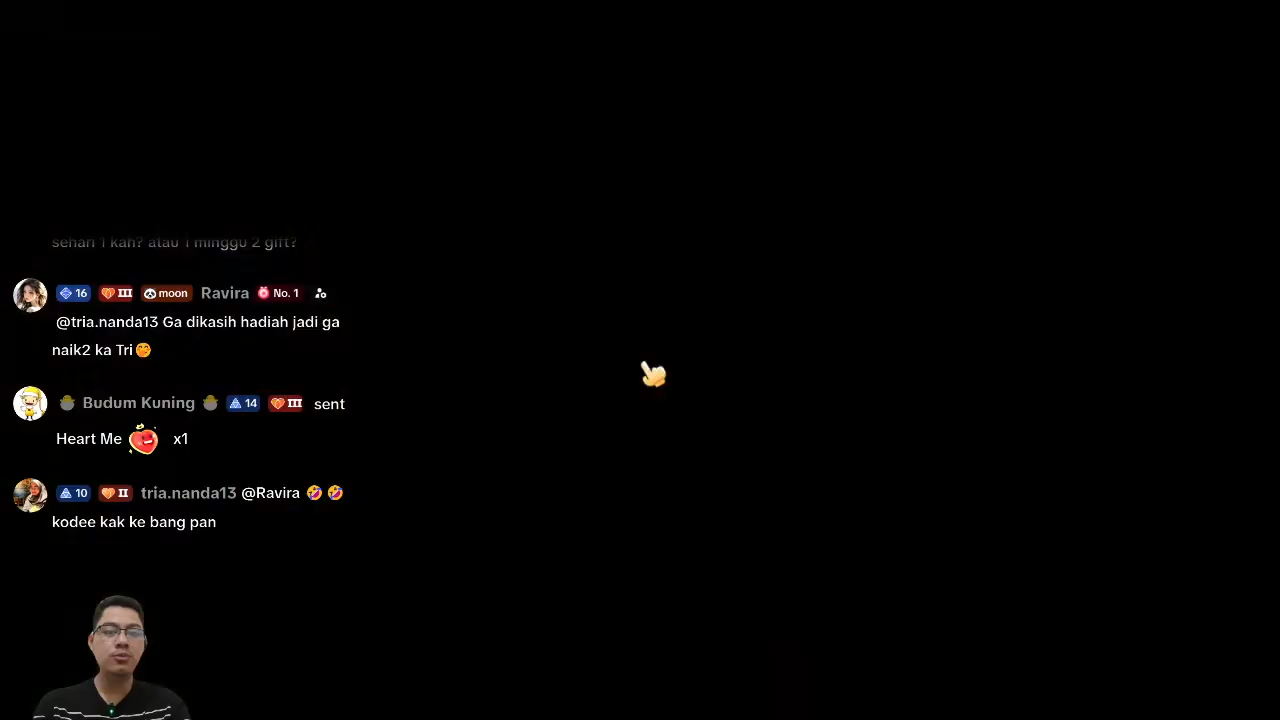 sehari 1 kah? atau 1 minggu 2 gift?
16 III moon Ravira No. 1
@tria.nanda13 Ga dikasih hadiah jadi ga
naik2 ka Tri🤭
Budum Kuning 14 III sent
Heart Me x1
10 II tria.nanda13 @Ravira 🤣🤣
kodee kak ke bang pan